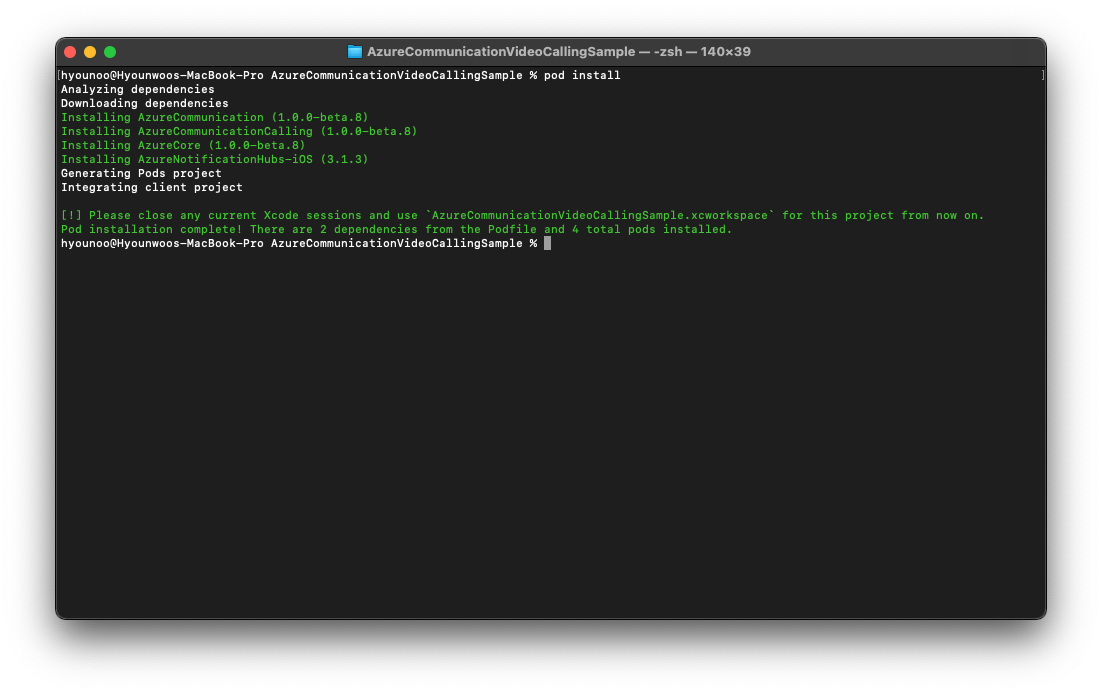 AzureCommunicationVideoCallingSample — -zsh — 140×39
[hyounoo@Hyounwoos-MacBook-Pro AzureCommunicationVideoCallingSample % pod install ]
Analyzing dependencies
Downloading dependencies
Installing AzureCommunication (1.0.0-beta.8)
Installing AzureCommunicationCalling (1.0.0-beta.8)
Installing AzureCore (1.0.0-beta.8)
Installing AzureNotificationHubs-iOS (3.1.3)
Generating Pods project
Integrating client project
[!] Please close any current Xcode sessions and use `AzureCommunicationVideoCallingSample.xcworkspace` for this project from now on.
Pod installation complete! There are 2 dependencies from the Podfile and 4 total pods installed.
hyounoo@Hyounwoos-MacBook-Pro AzureCommunicationVideoCallingSample %